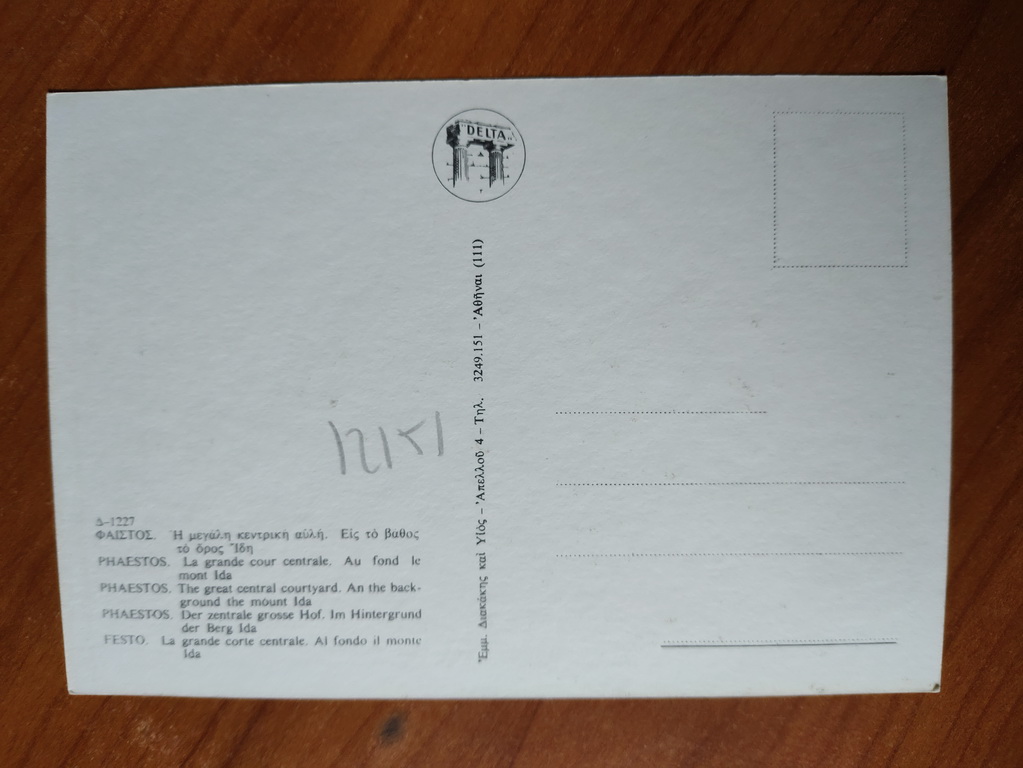 DELTA
Ἐμμ. Διακάκης καὶ Υἱὸς – Ἀπελλοῦ 4 – Τηλ. 3249.151 – Ἀθῆναι (111)
Δ–1227
ΦΑΙΣΤΟΣ. Ἡ μεγάλη κεντρικὴ αὐλή. Εἰς τὸ βάθος
τὸ ὄρος Ἴδη
PHAESTOS. La grande cour centrale. Au fond le
mont Ida
PHAESTOS. The great central courtyard. An the back-
ground the mount Ida
PHAESTOS. Der zentrale grosse Hof. Im Hintergrund
der Berg Ida
FESTO. La grande corte centrale. Al fondo il monte
Ida